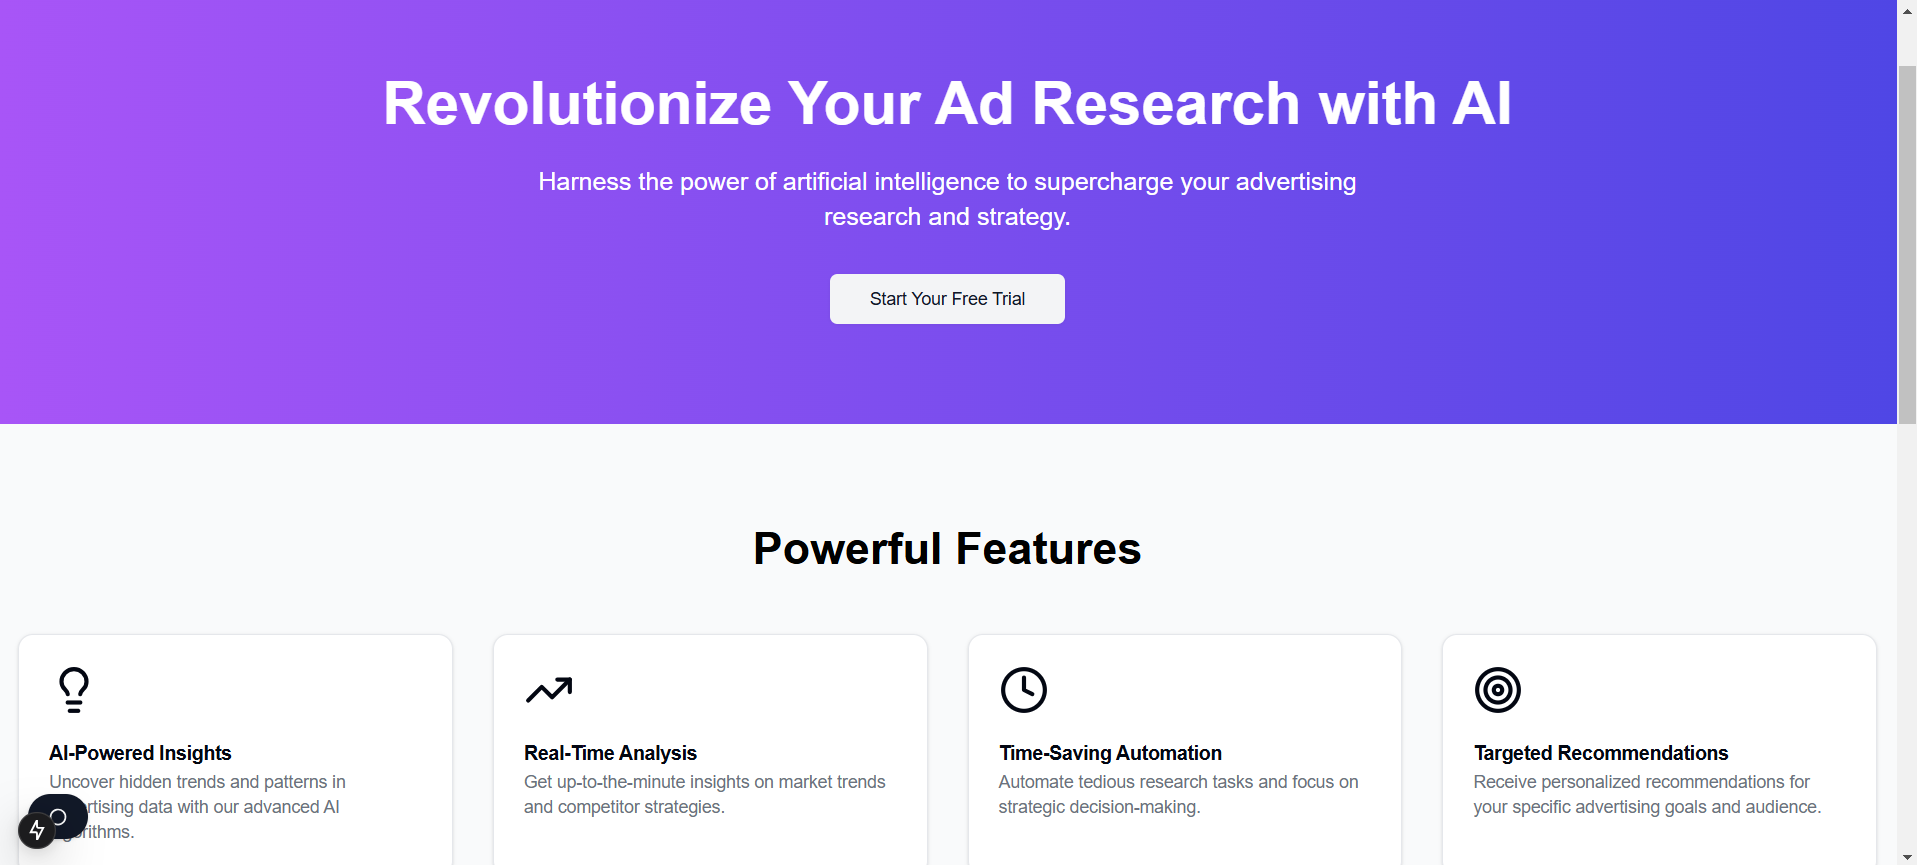 Revolutionize Your Ad Research with AI
Harness the power of artificial intelligence to supercharge your advertising
research and strategy.
Start Your Free Trial
Powerful Features
AI-Powered Insights
Uncover hidden trends and patterns in
rtising data with our advanced AI
rithms.
Real-Time Analysis
Get up-to-the-minute insights on market trends
and competitor strategies.
Time-Saving Automation
Automate tedious research tasks and focus on
strategic decision-making.
Targeted Recommendations
Receive personalized recommendations for
your specific advertising goals and audience.